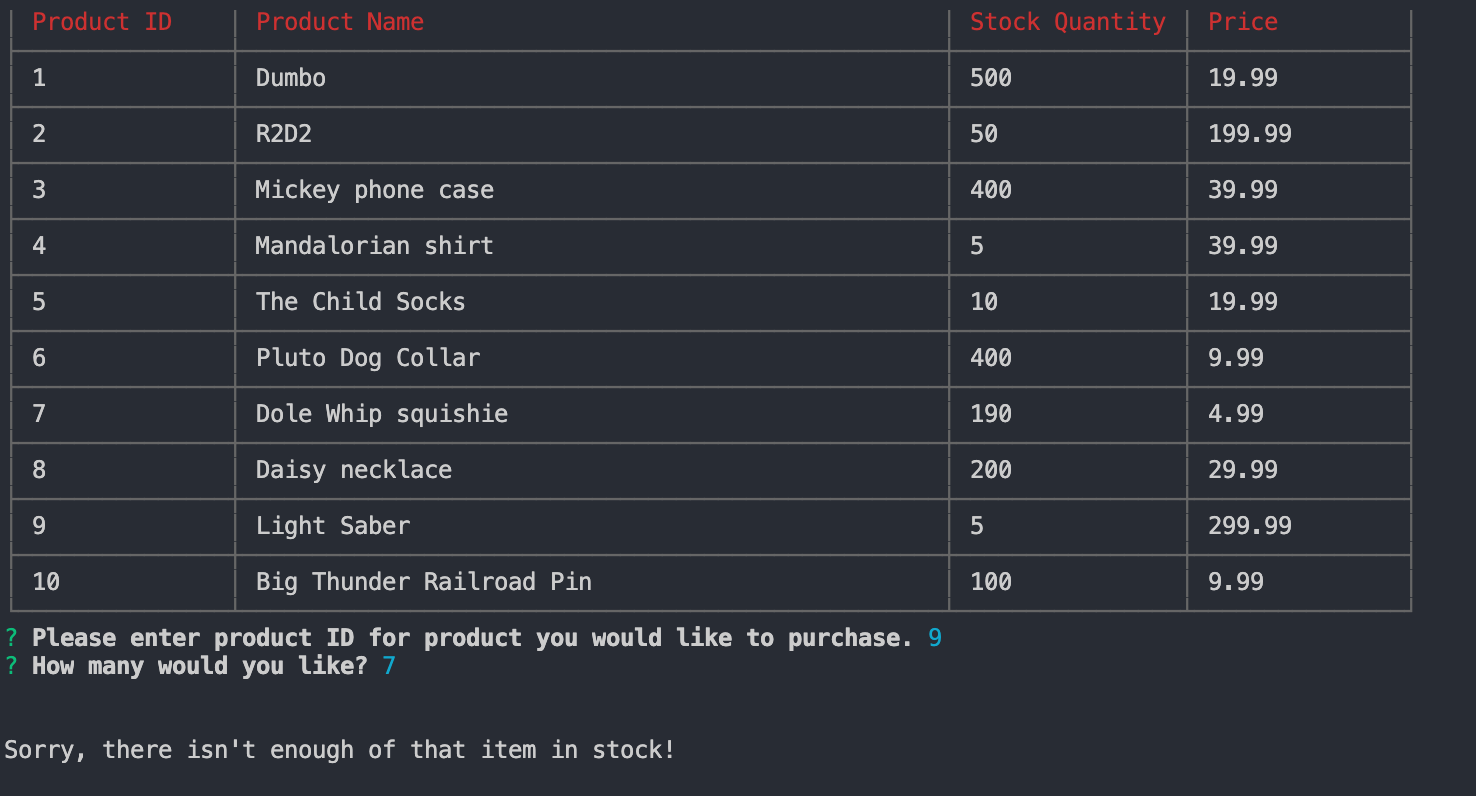 Product ID Product Name Stock Quantity Price
1 Dumbo 500 19.99
2 R2D2 50 199.99
3 Mickey phone case 400 39.99
4 Mandalorian shirt 5 39.99
5 The Child Socks 10 19.99
6 Pluto Dog Collar 400 9.99
7 Dole Whip squishie 190 4.99
8 Daisy necklace 200 29.99
9 Light Saber 5 299.99
10 Big Thunder Railroad Pin 100 9.99
? Please enter product ID for product you would like to purchase. 9
? How many would you like? 7
Sorry, there isn't enough of that item in stock!